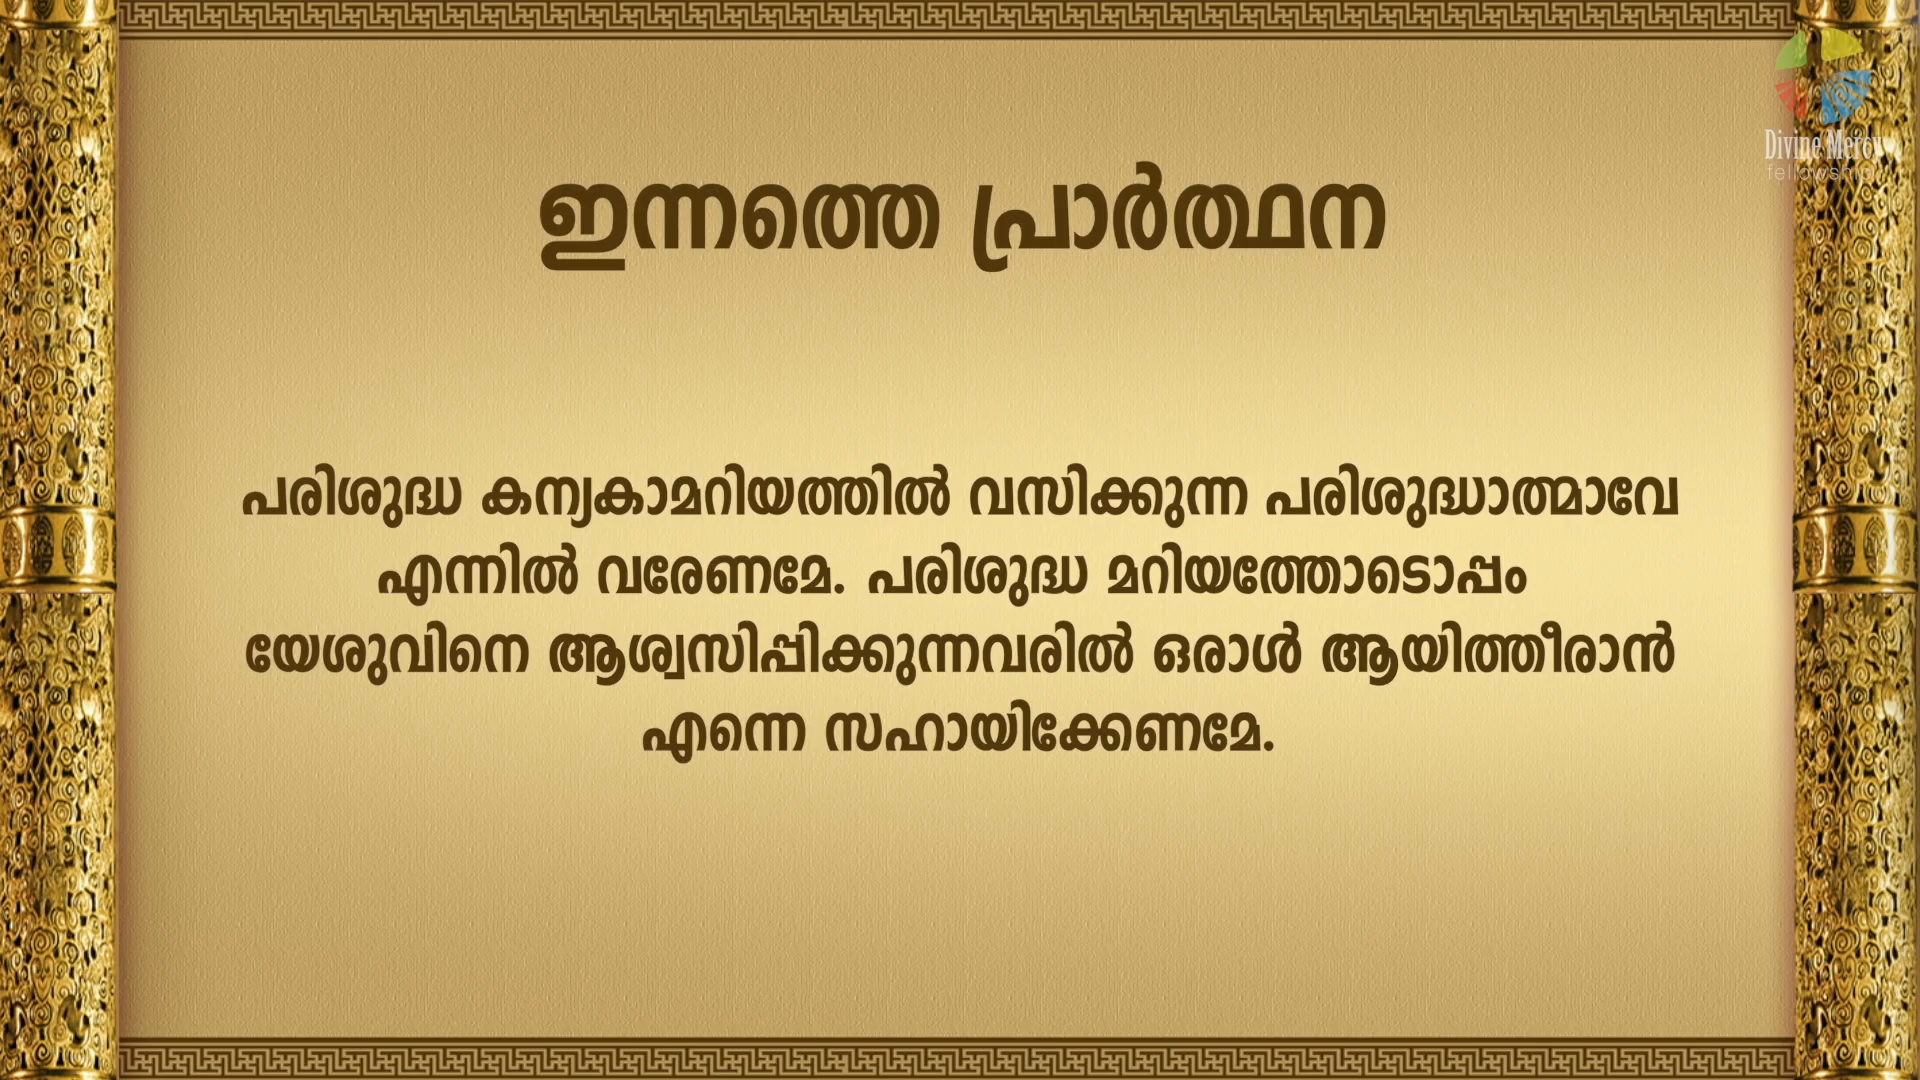 Divine Mercy
fellowship
ഇന്നത്തെ പ്രാർത്ഥന
പരിശുദ്ധ കന്യകാമറിയത്തിൽ വസിക്കുന്ന പരിശുദ്ധാത്മാവേ
എന്നിൽ വരേണമേ. പരിശുദ്ധ മറിയത്തോടൊപ്പം
യേശുവിനെ ആശ്വസിപ്പിക്കുന്നവരിൽ ഒരാൾ ആയിത്തീരാൻ
എന്നെ സഹായിക്കേണമേ.